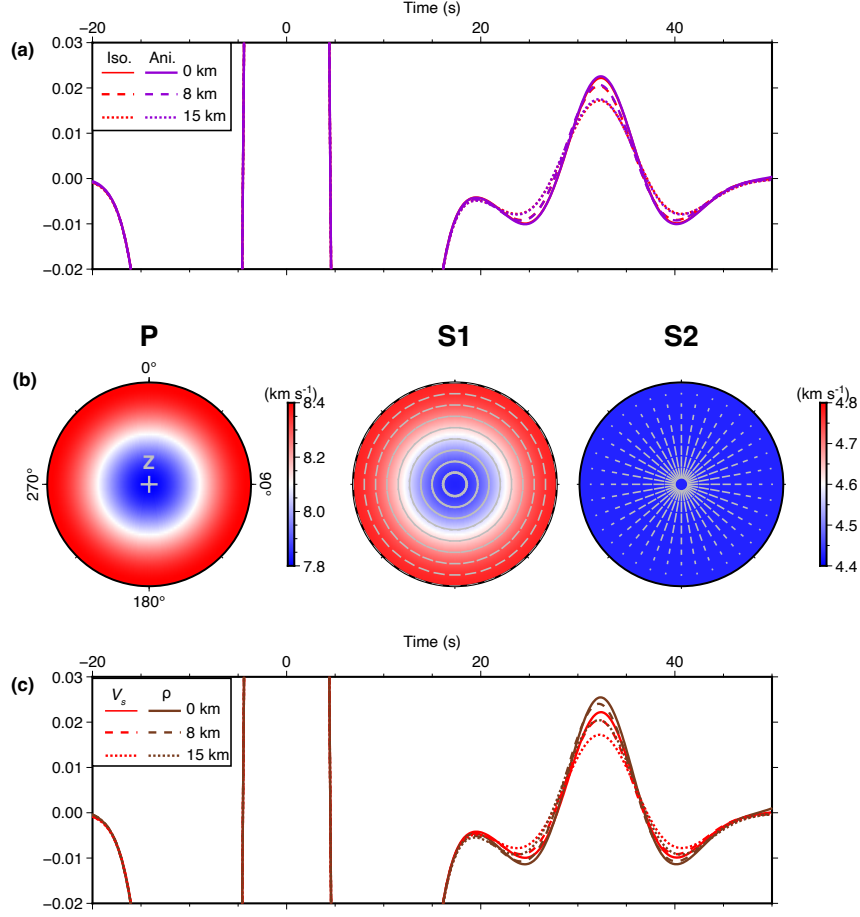 Time (s)
−20 0 20 40
(a)
0.03
0.02
0.01
0.00
−0.01
−0.02
Iso. Ani.
0 km
8 km
15 km
P S1 S2
(b)
0°
90°
180°
270°
Z
(km s⁻¹)
8.4
8.2
8.0
7.8
(km s⁻¹)
4.8
4.7
4.6
4.5
4.4
Time (s)
−20 0 20 40
(c)
0.03
0.02
0.01
0.00
−0.01
−0.02
Vₛ ρ
0 km
8 km
15 km